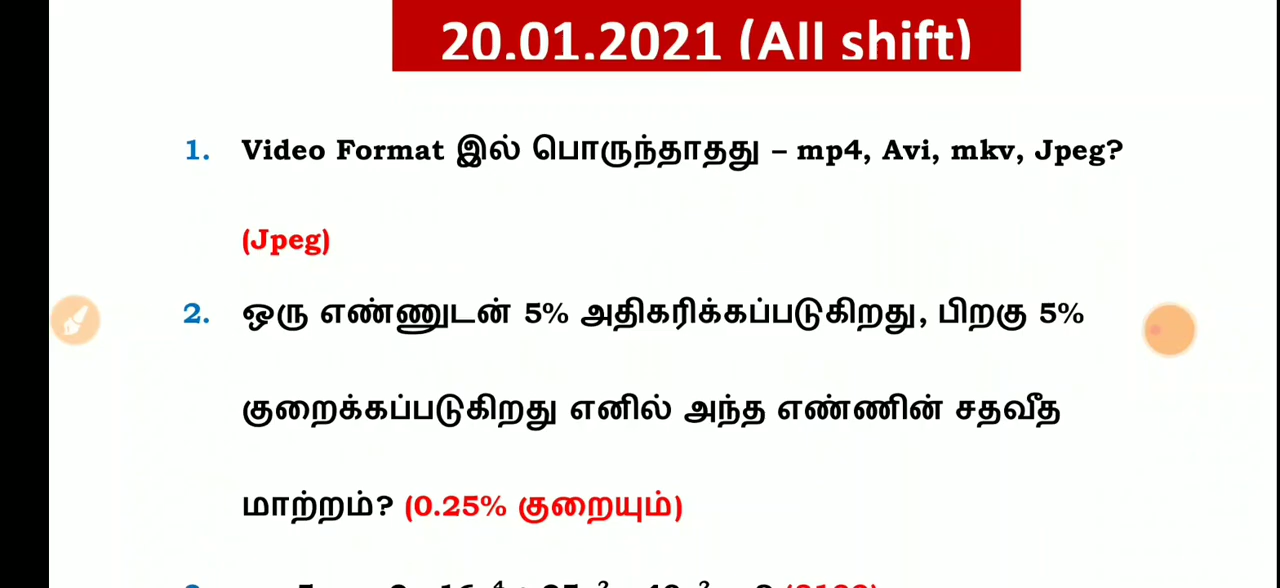 20.01.2021 (All shift)
1. Video Format இல் பொருந்தாதது – mp4, Avi, mkv, Jpeg?
(Jpeg)
2. ஒரு எண்ணுடன் 5% அதிகரிக்கப்படுகிறது, பிறகு 5%
குறைக்கப்படுகிறது எனில் அந்த எண்ணின் சதவீத
மாற்றம்? (0.25% குறையும்)